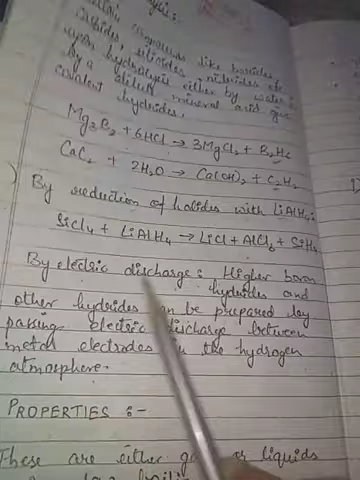 compounds like borides,
carbides, silicides, nitrides etc
upon hydrolysis either by water
by a dilute mineral acid give
covalent hydrides.
Mg3B2 + 6HCl → 3MgCl2 + B2H6
CaC2 + 2H2O → Ca(OH)2 + C2H2
) By reduction of halides with LiAlH4:
SiCl4 + LiAlH4 → LiCl + AlCl3 + SiH4
By electric discharge: Higher boron
hydrides and
other hydrides can be prepared by
passing electric discharge between
metal electrodes in the hydrogen
atmosphere.
PROPERTIES :-
These are either gas or liquids